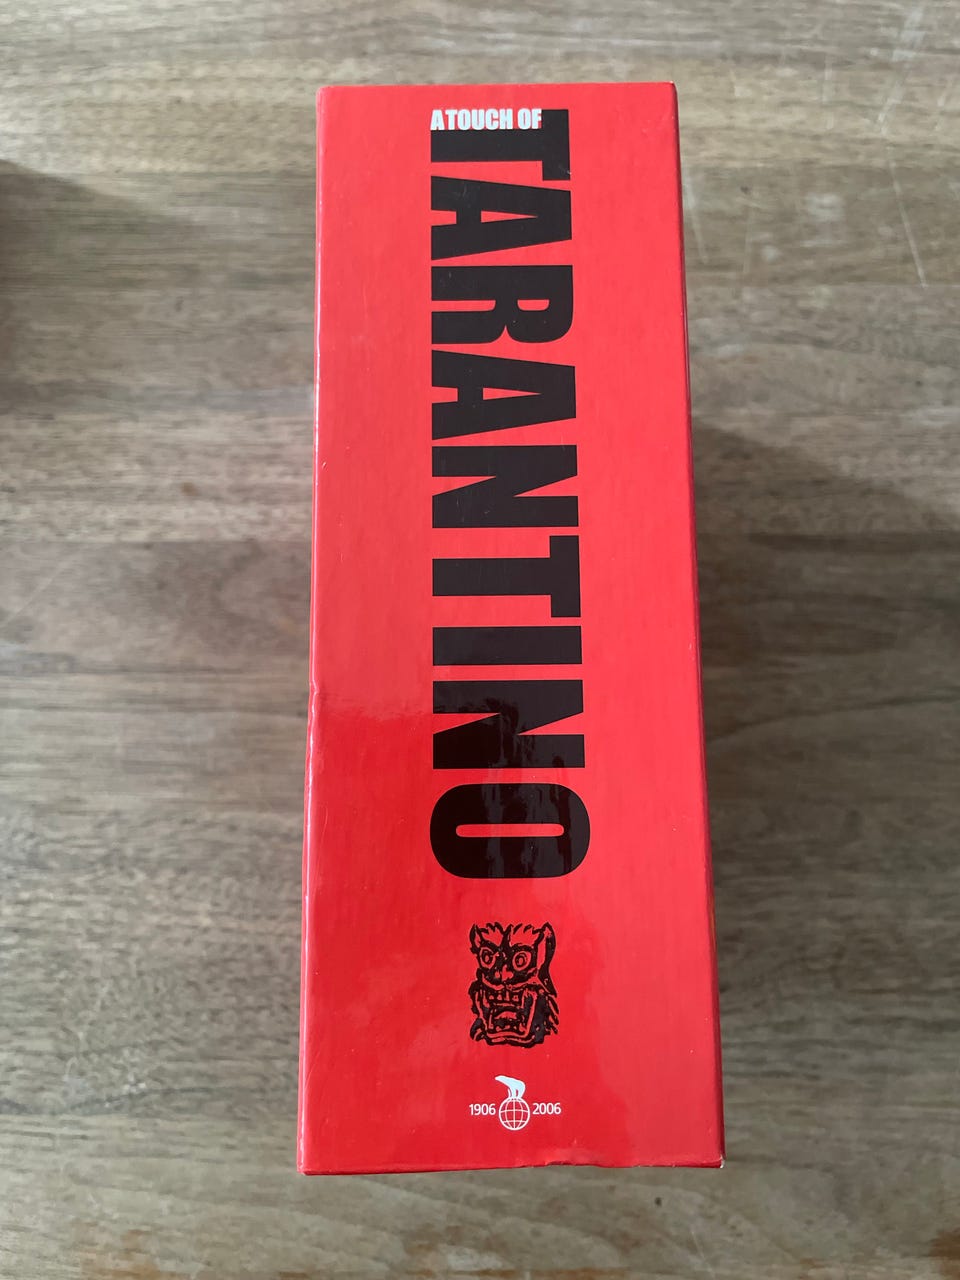 A TOUCH OF
TARANTINO
1906 2006